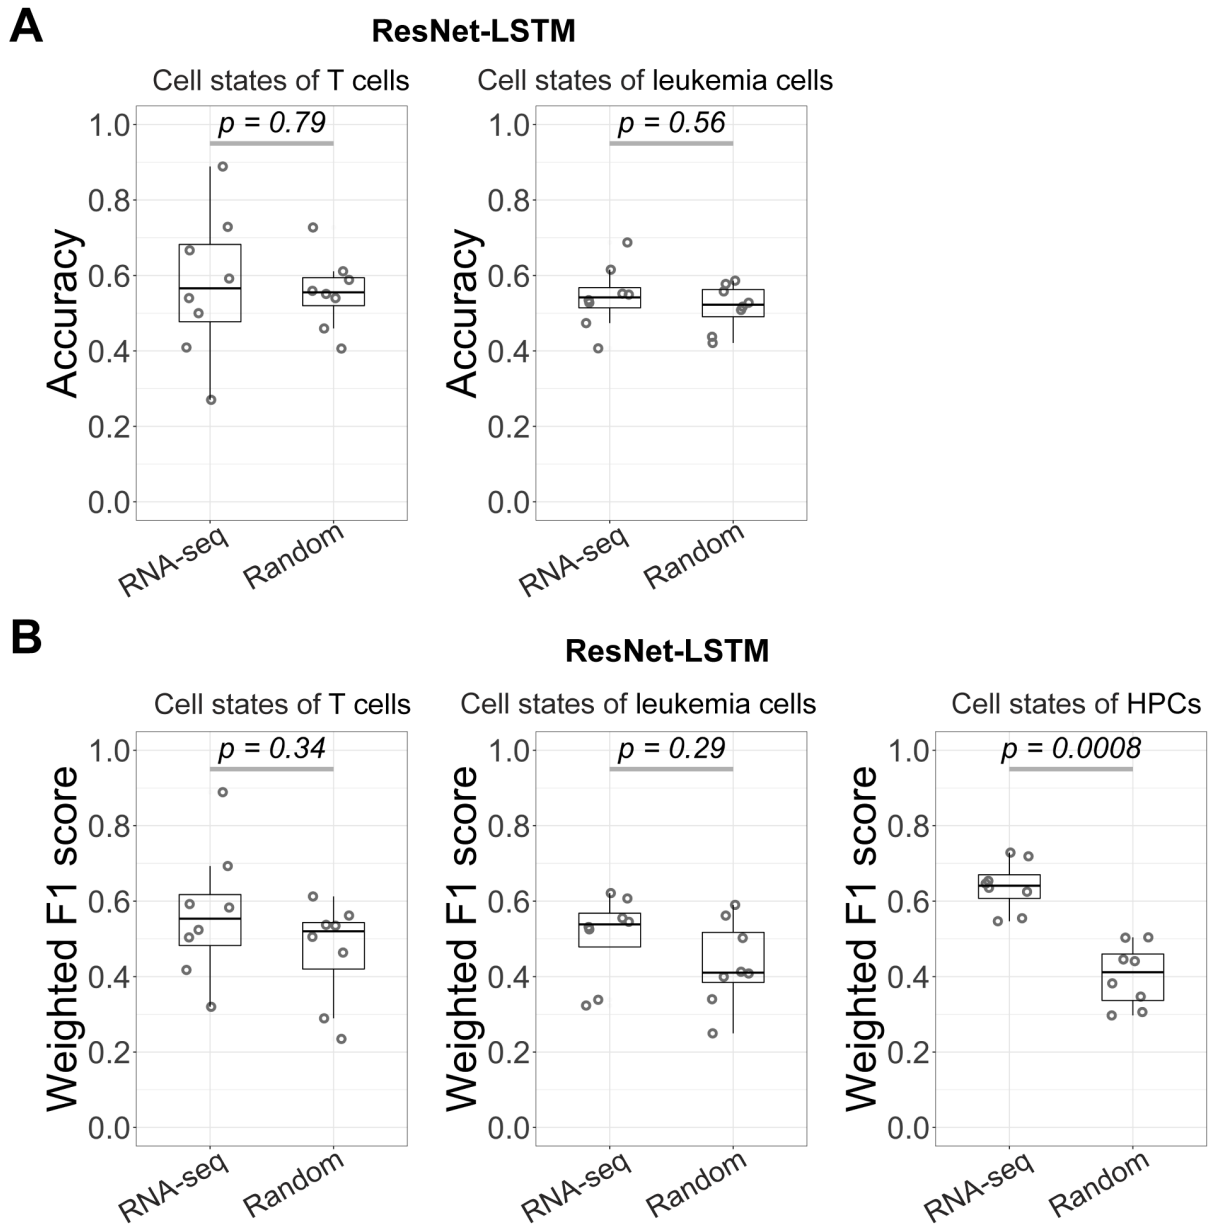 A
ResNet-LSTM
Cell states of T cells
p = 0.79
1.0
0.8
0.6
0.4
0.2
0.0
Accuracy
RNA-seq
Random
Cell states of leukemia cells
p = 0.56
1.0
0.8
0.6
0.4
0.2
0.0
Accuracy
RNA-seq
Random
B
ResNet-LSTM
Cell states of T cells
p = 0.34
1.0
0.8
0.6
0.4
0.2
0.0
Weighted F1 score
RNA-seq
Random
Cell states of leukemia cells
p = 0.29
1.0
0.8
0.6
0.4
0.2
0.0
Weighted F1 score
RNA-seq
Random
Cell states of HPCs
p = 0.0008
1.0
0.8
0.6
0.4
0.2
0.0
Weighted F1 score
RNA-seq
Random